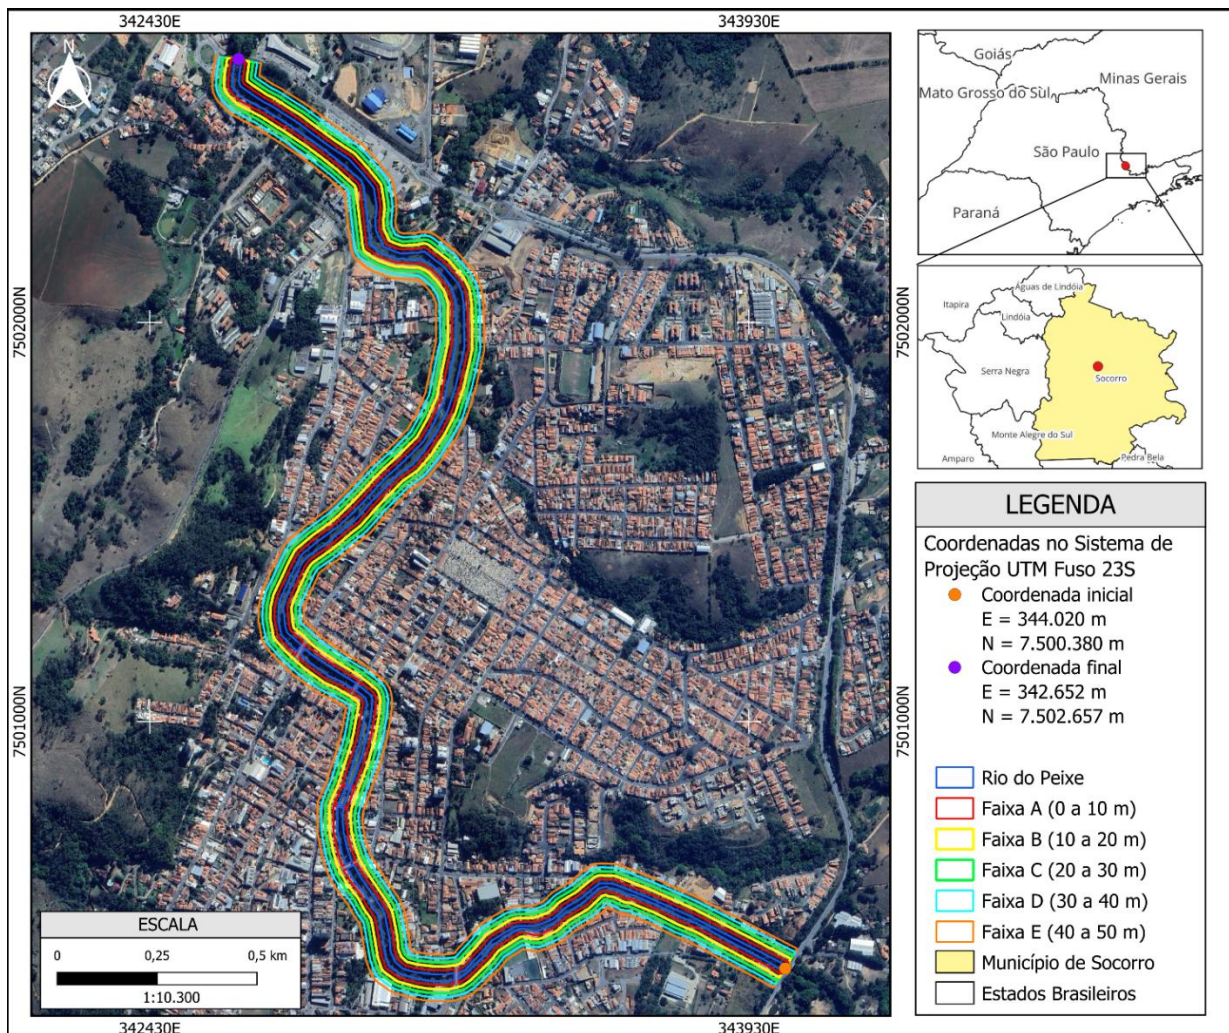 342430E
343930E
N
7502000N
7502000N
7501000N
7501000N
ESCALA
0
0,25
0,5 km
1:10.300
342430E
343930E
Goiás
Minas Gerais
Mato Grosso do Sul
São Paulo
Paraná
Águas de Lindóia
Itapira
Lindóia
Serra Negra
Socorro
Monte Alegre do Sul
Amparo
Pedra Bela
LEGENDA
Coordenadas no Sistema de
Projeção UTM Fuso 23S
Coordenada inicial
E = 344.020 m
N = 7.500.380 m
Coordenada final
E = 342.652 m
N = 7.502.657 m
Rio do Peixe
Faixa A (0 a 10 m)
Faixa B (10 a 20 m)
Faixa C (20 a 30 m)
Faixa D (30 a 40 m)
Faixa E (40 a 50 m)
Município de Socorro
Estados Brasileiros